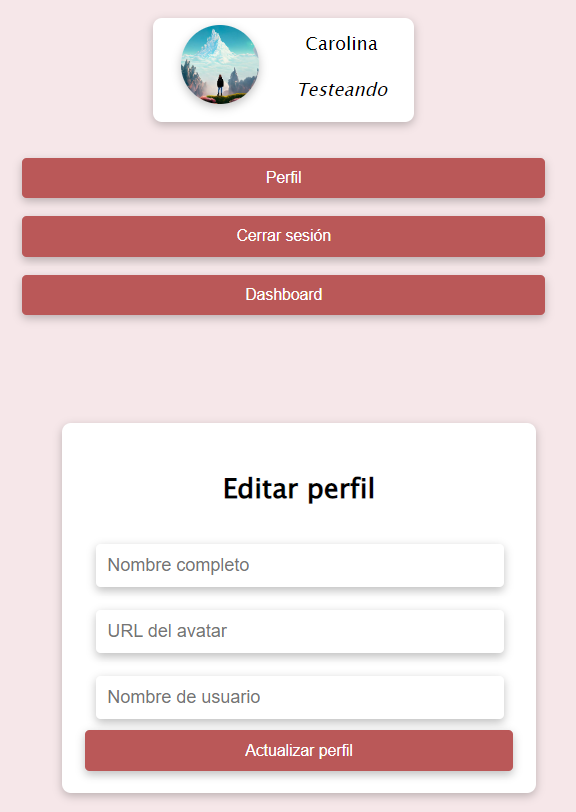 Carolina
Testeando
Perfil
Cerrar sesión
Dashboard
Editar perfil
Nombre completo
URL del avatar
Nombre de usuario
Actualizar perfil